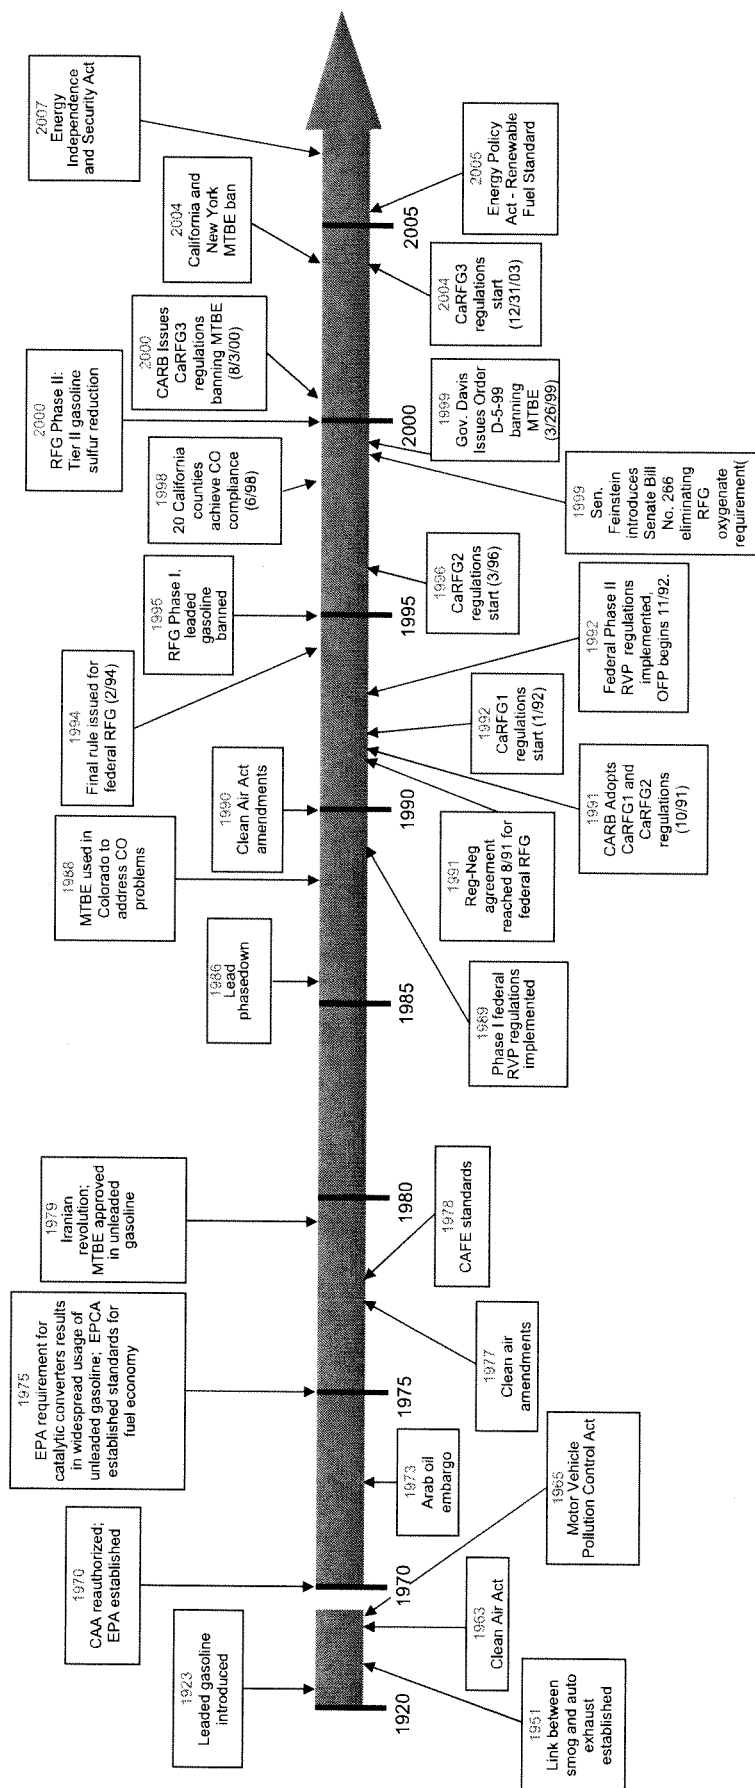 1923
Leaded gasoline
introduced
1970
CAA reauthorized;
EPA established
1975
EPA requirement for
catalytic converters results
in widespread usage of
unleaded gasoline; EPCA
established standards for
fuel economy
1979
Iranian
revolution;
MTBE approved
in unleaded
gasoline
1986
Lead
phasedown
1988
MTBE used in
Colorado to
address CO
problems
1990
Clean Air Act
amendments
1994
Final rule issued for
federal RFG (2/94)
1995
RFG Phase I,
leaded
gasoline
banned
1998
20 California
counties
achieve CO
compliance
(6/98)
2000
RFG Phase II:
Tier II gasoline
sulfur reduction
2000
CARB Issues
CaRFG3
regulations
banning MTBE
(8/3/00)
2004
California and
New York
MTBE ban
2007
Energy
Independence
and Security Act
1920
1970
1975
1980
1985
1990
1995
2000
2005
1951
Link between
smog and auto
exhaust
established
1963
Clean Air Act
1965
Motor Vehicle
Pollution Control Act
1973
Arab oil
embargo
1977
Clean air
amendments
1978
CAFE standards
1989
Phase I federal
RVP regulations
implemented
1991
Reg-Neg
agreement
reached 8/91 for
federal RFG
1991
CARB Adopts
CaRFG1 and
CaRFG2
regulations
(10/91)
1992
CaRFG1
regulations
start (1/92)
1992
Federal Phase II
RVP regulations
implemented,
OFP begins 11/92.
1996
CaRFG2
regulations
start (3/96)
1999
Sen.
Feinstein
introduces
Senate Bill
No. 266
eliminating
RFG
oxygenate
requirement(
1999
Gov. Davis
Issues Order
D-5-99
banning
MTBE
(3/26/99)
2004
CaRFG3
regulations
start
(12/31/03)
2005
Energy Policy
Act - Renewable
Fuel Standard